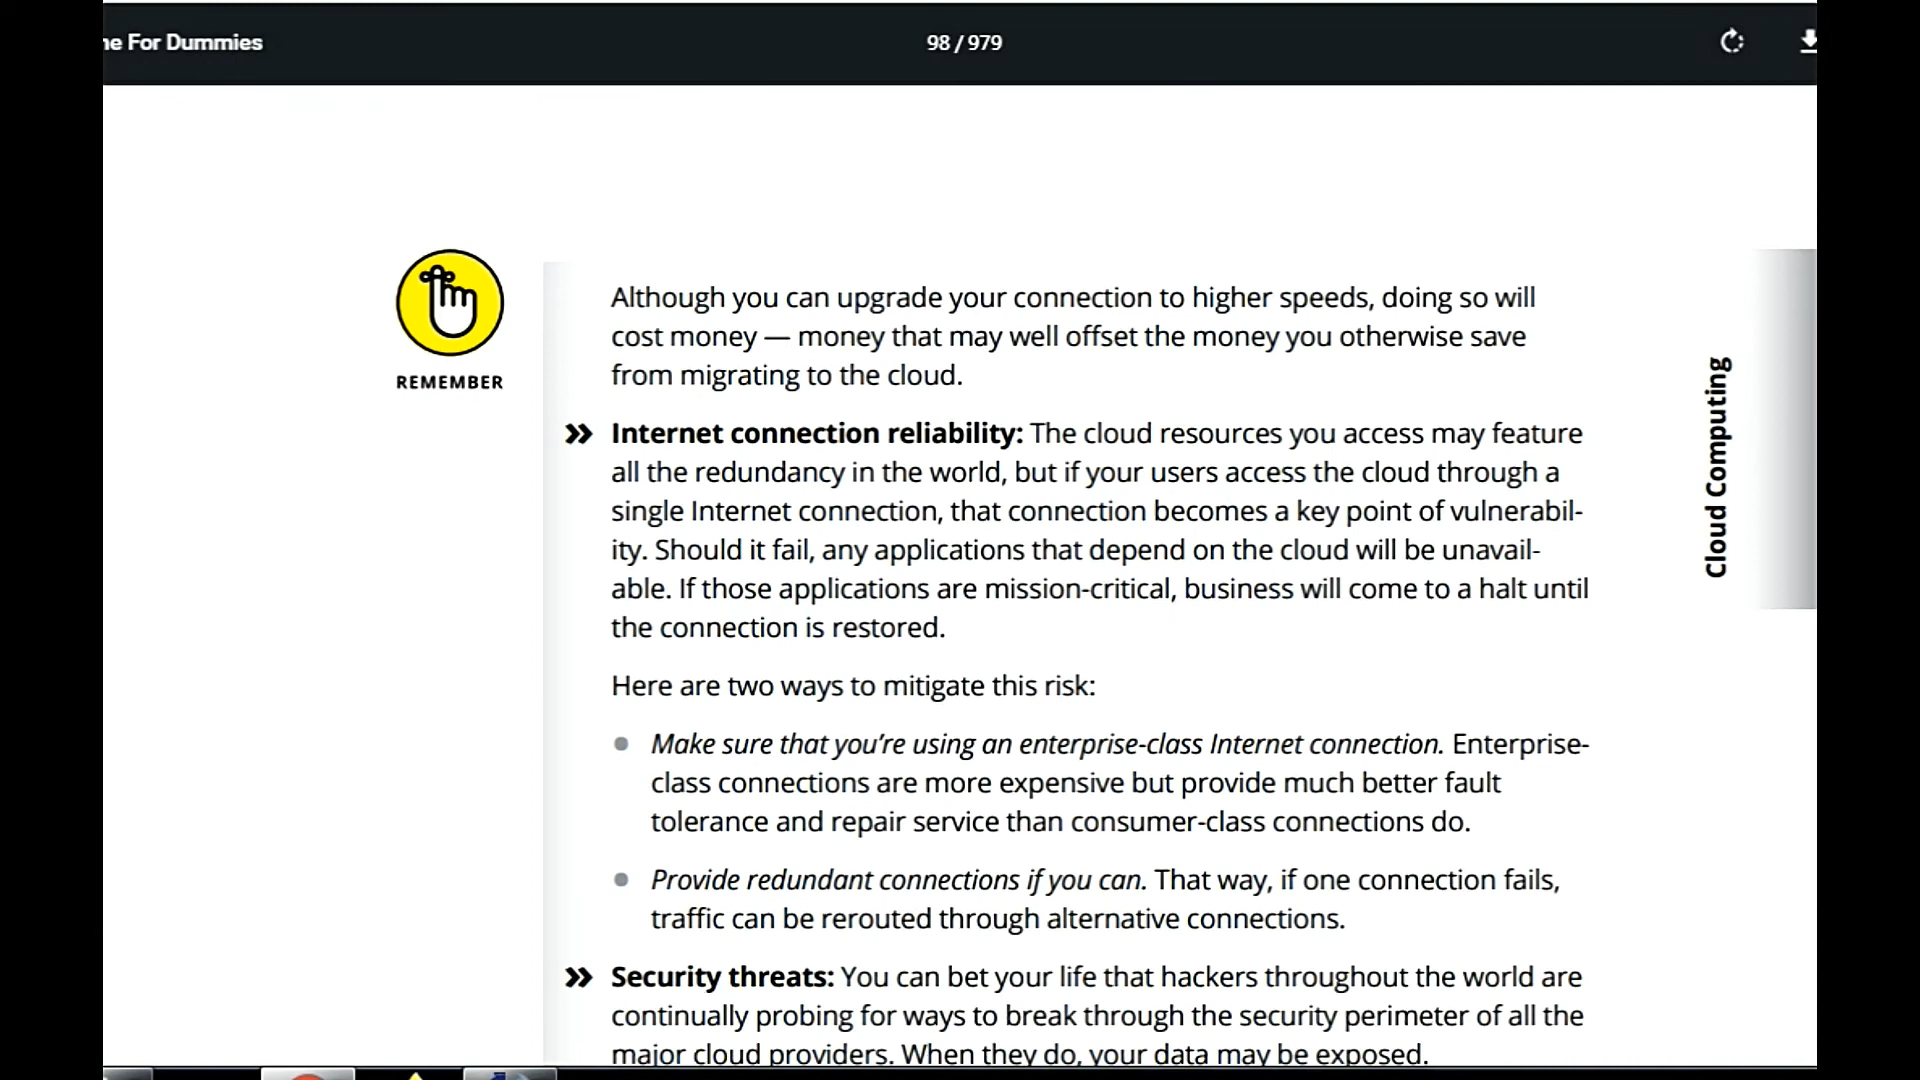 ne For Dummies
98 / 979
REMEMBER
Although you can upgrade your connection to higher speeds, doing so will
cost money — money that may well offset the money you otherwise save
from migrating to the cloud.
Internet connection reliability: The cloud resources you access may feature
all the redundancy in the world, but if your users access the cloud through a
single Internet connection, that connection becomes a key point of vulnerabil-
ity. Should it fail, any applications that depend on the cloud will be unavail-
able. If those applications are mission-critical, business will come to a halt until
the connection is restored.
Here are two ways to mitigate this risk:
Make sure that you're using an enterprise-class Internet connection. Enterprise-
class connections are more expensive but provide much better fault
tolerance and repair service than consumer-class connections do.
Provide redundant connections if you can. That way, if one connection fails,
traffic can be rerouted through alternative connections.
Security threats: You can bet your life that hackers throughout the world are
continually probing for ways to break through the security perimeter of all the
major cloud providers. When they do, your data may be exposed.
Cloud Computing